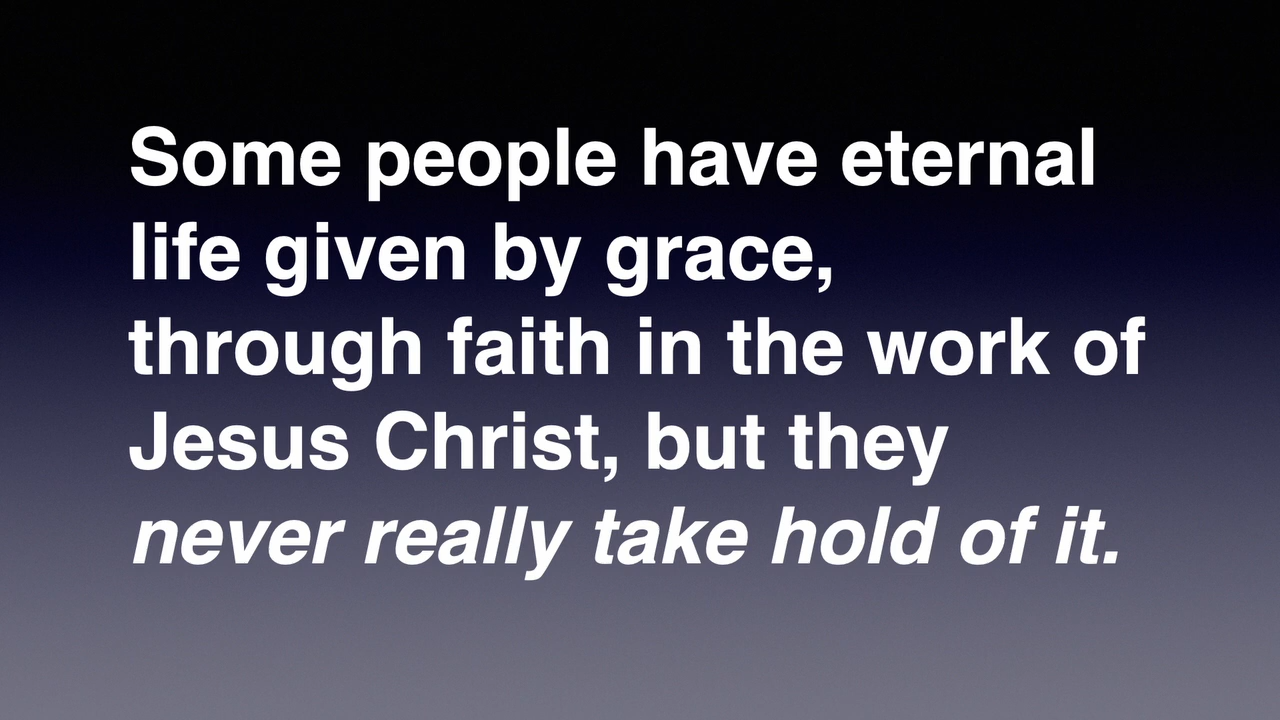 Some people have eternal
life given by grace,
through faith in the work of
Jesus Christ, but they
never really take hold of it.